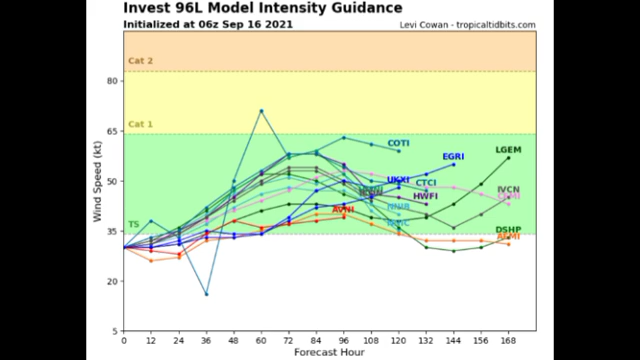 Invest 96L Model Intensity Guidance
Initialized at 06z Sep 16 2021
Levi Cowan - tropicaltidbits.com
Cat 2
80
Cat 1
65
COTI
EGRI
LGEM
50
UKXI
CTCI
IVCN
HWFI
AVNI
TS
35
DSHP
AEMI
20
5
Wind Speed (kt)
0 12 24 36 48 60 72 84 96 108 120 132 144 156 168
Forecast Hour